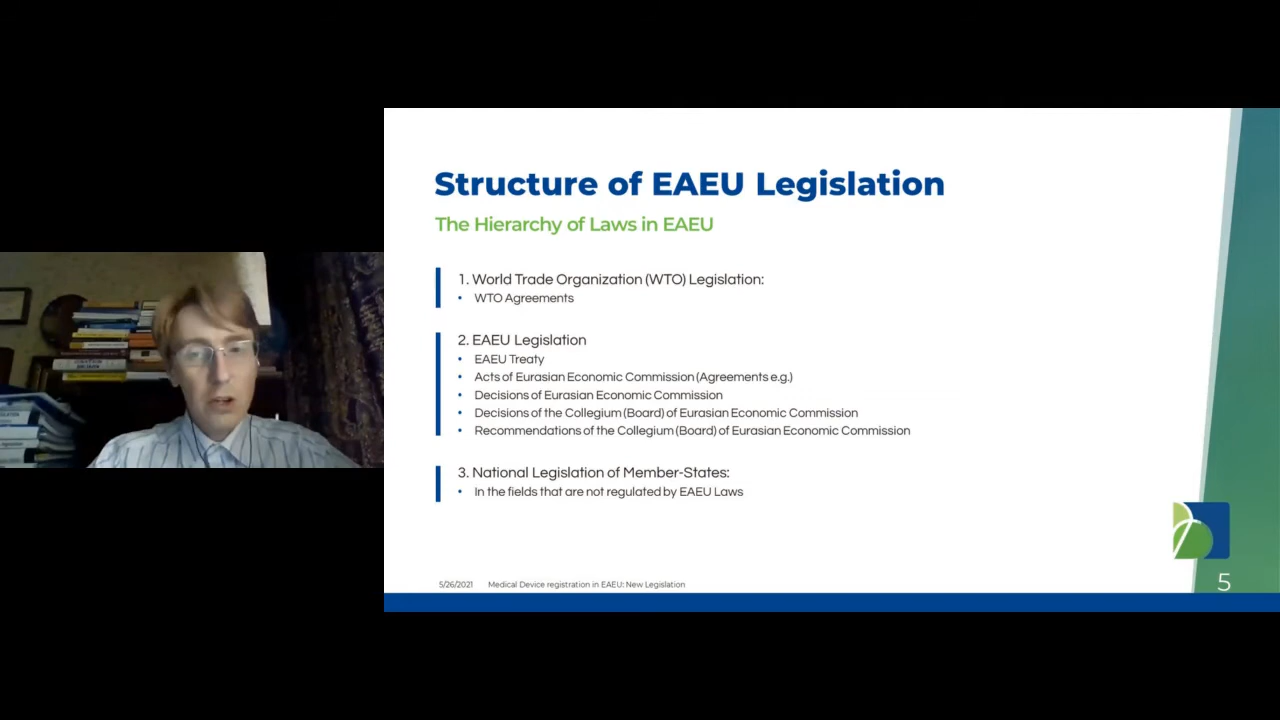 Structure of EAEU Legislation
The Hierarchy of Laws in EAEU
1. World Trade Organization (WTO) Legislation:
• WTO Agreements
2. EAEU Legislation
• EAEU Treaty
• Acts of Eurasian Economic Commission (Agreements e.g.)
• Decisions of Eurasian Economic Commission
• Decisions of the Collegium (Board) of Eurasian Economic Commission
• Recommendations of the Collegium (Board) of Eurasian Economic Commission
3. National Legislation of Member-States:
• In the fields that are not regulated by EAEU Laws
5/26/2021 Medical Device registration in EAEU: New Legislation
5